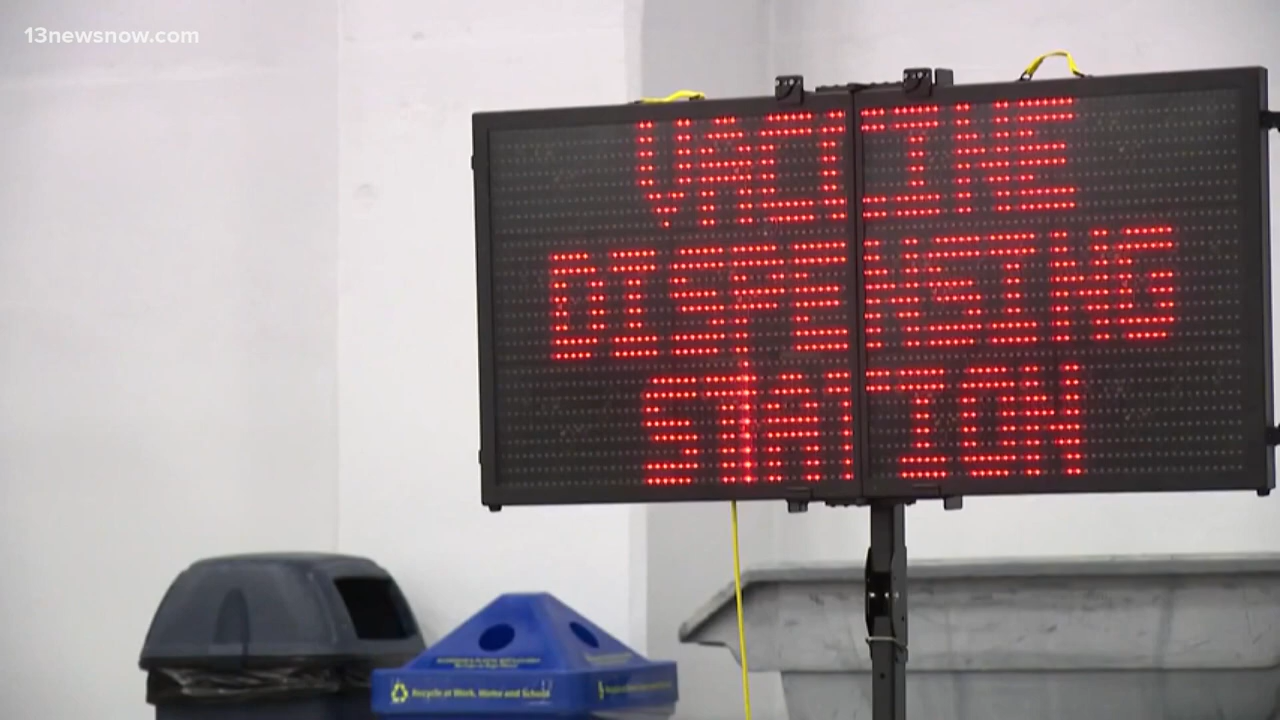 13newsnow.com
VACCINE
DISPENSING
STATION
Recycle at Work, Home and School